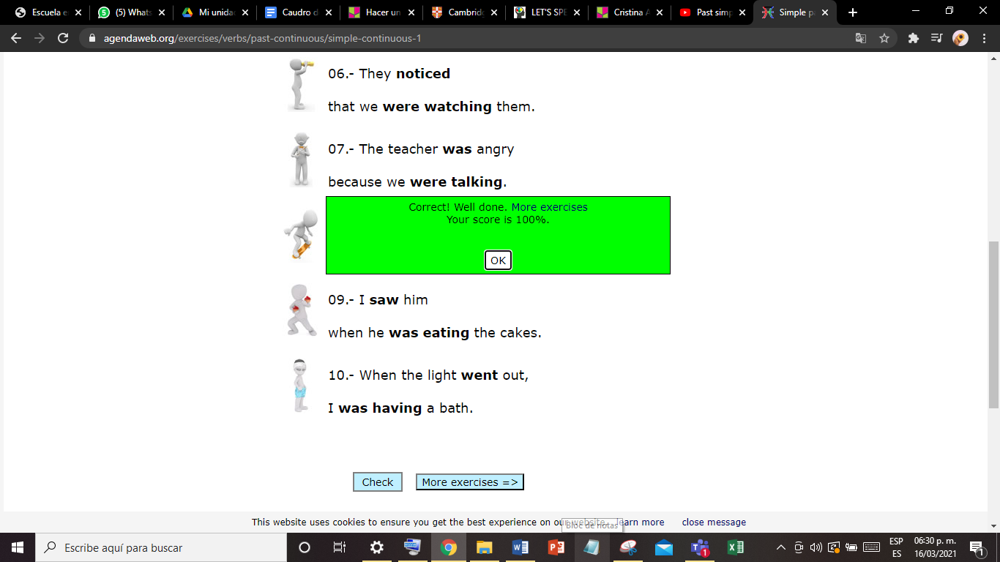 Escuela e
(5) Whats
Mi unidad
Caudro d
Hacer un
Cambridg
LET'S SPE
Cristina A
Past simp
Simple pa
agendaweb.org/exercises/verbs/past-continuous/simple-continuous-1
06.- They noticed
that we were watching them.
07.- The teacher was angry
because we were talking.
Correct! Well done. More exercises
Your score is 100%.
OK
09.- I saw him
when he was eating the cakes.
10.- When the light went out,
I was having a bath.
Check
More exercises =>
This website uses cookies to ensure you get the best experience on our website. learn more close message
Bloc de notas
Escribe aquí para buscar
ESP
ES
06:30 p. m.
16/03/2021
1
1